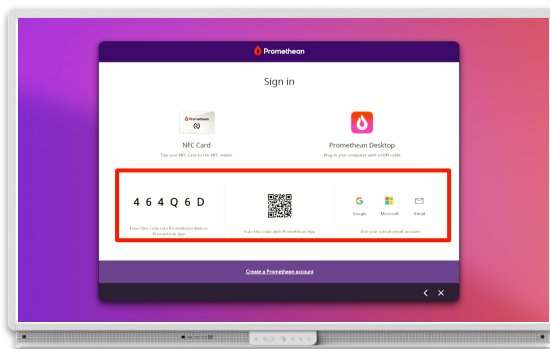 Promethean
Sign in
Promethean
NFC Card
Tap your NFC Card to the NFC reader
Promethean Desktop
Plug in your computer with a USB cable
4 6 4 Q 6 D
Enter this code into Promethean Web or
Promethean App
Scan this code with Promethean App
Google
Microsoft
Email
Use your school email account
Create a Promethean account